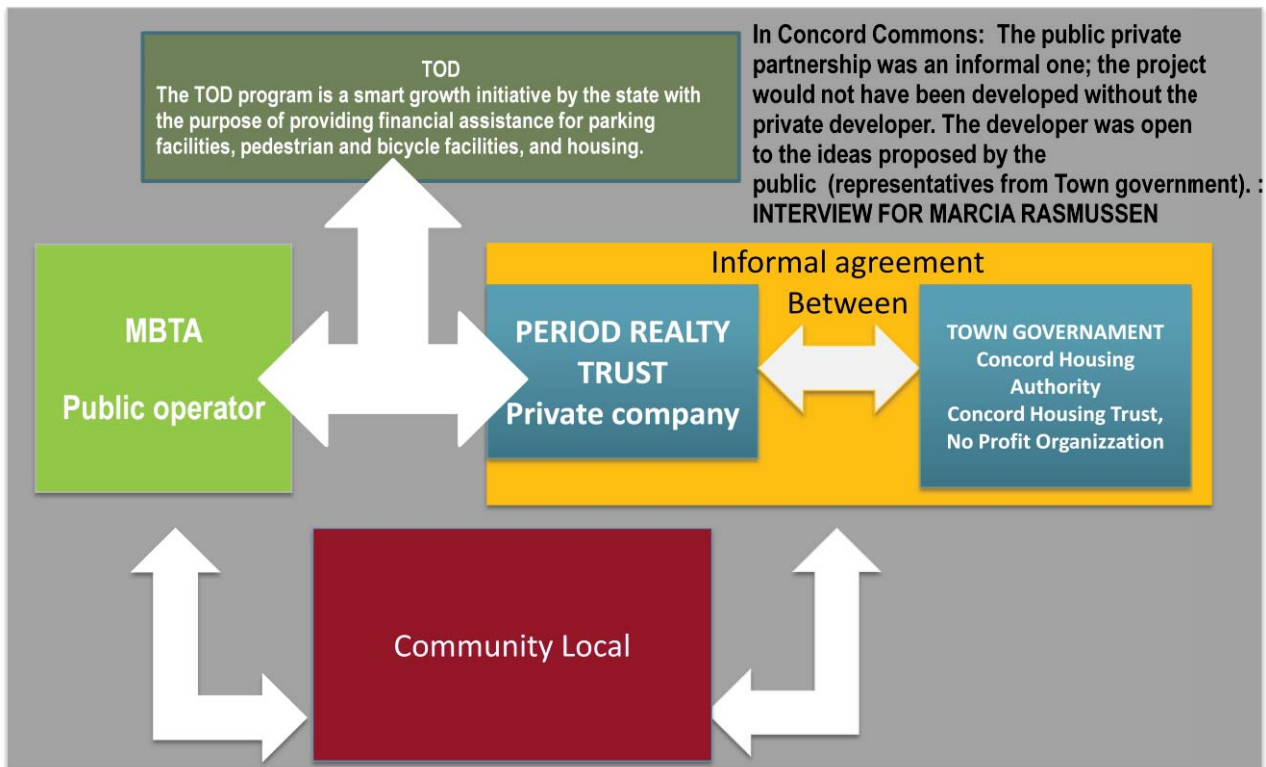 TOD
The TOD program is a smart growth initiative by the state with
the purpose of providing financial assistance for parking
facilities, pedestrian and bicycle facilities, and housing.
In Concord Commons: The public private
partnership was an informal one; the project
would not have been developed without the
private developer. The developer was open
to the ideas proposed by the
public (representatives from Town government). :
INTERVIEW FOR MARCIA RASMUSSEN
MBTA
Public operator
Informal agreement
Between
PERIOD REALTY
TRUST
Private company
TOWN GOVERNAMENT
Concord Housing
Authority
Concord Housing Trust,
No Profit Organizzation
Community Local